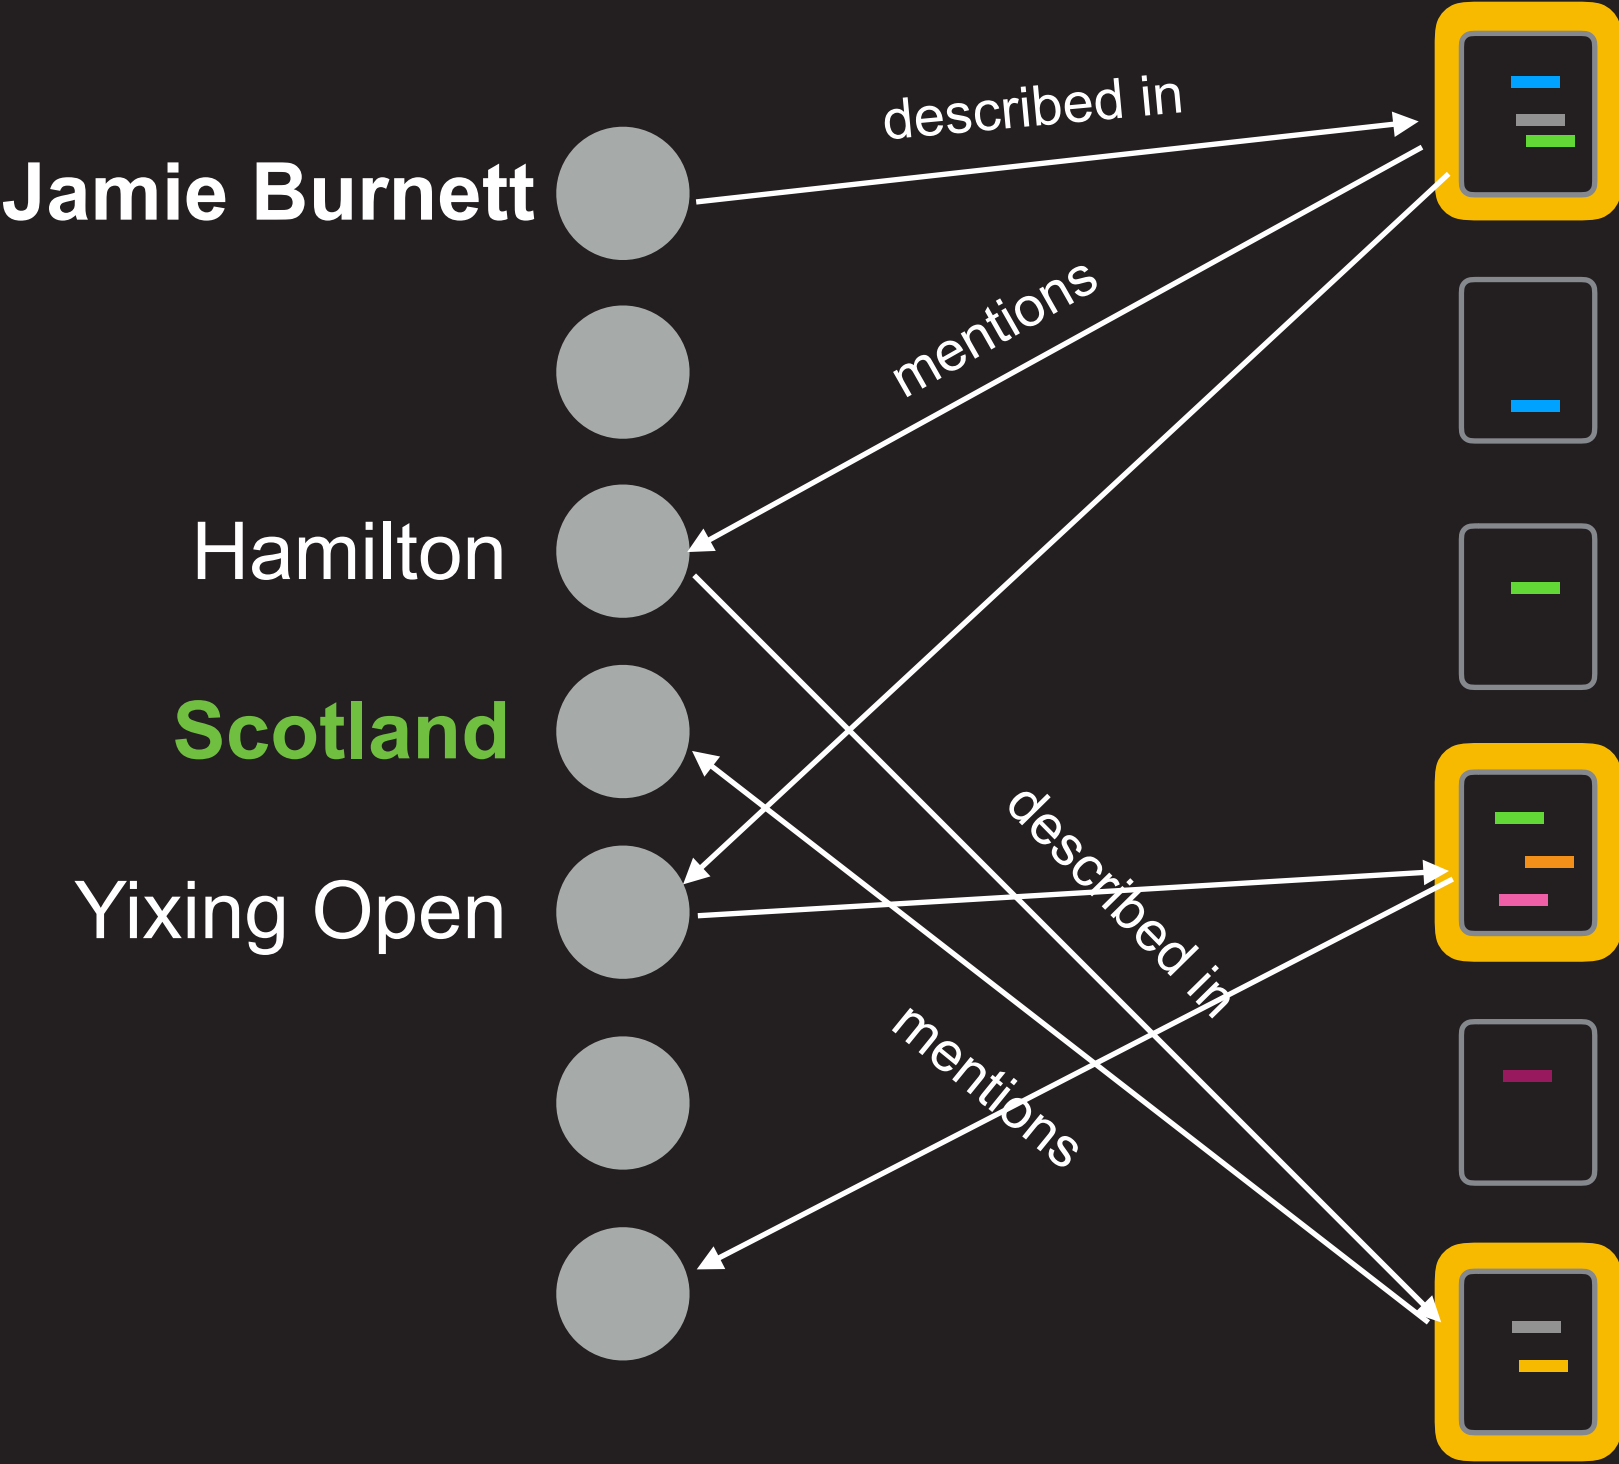 described in
Jamie Burnett
mentions
Hamilton
Scotland
described in
Yixing Open
mentions